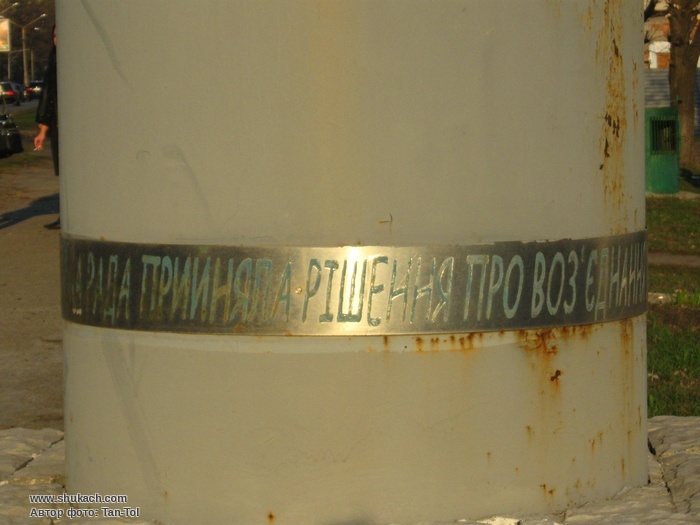 А РАДА ПРИЙНЯЛА РІШЕННЯ ПРО ВОЗ'ЄДНАНН
www.shukach.com
Автор фото: Tan-Tol